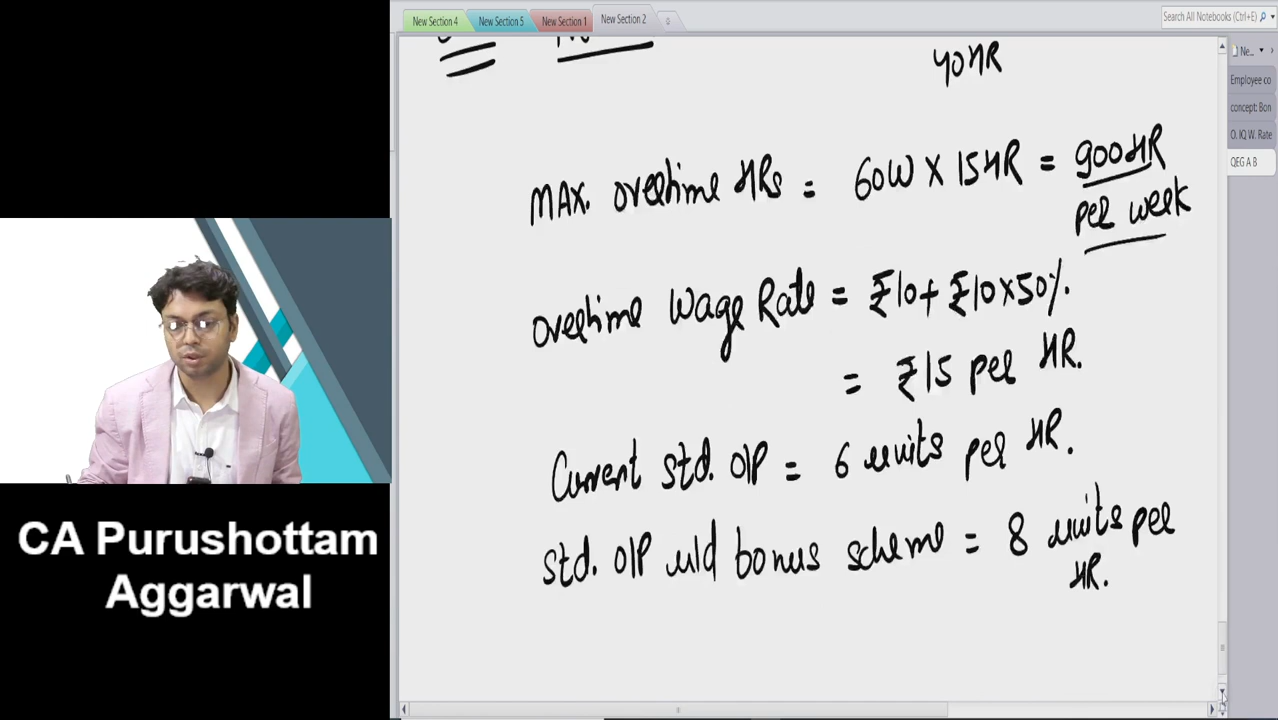 New Section 4
New Section 5
New Section 1
New Section 2
Search All Notebooks (Ctrl+E)
Ne...
Employee co
concept: Bon
O. IQ W. Rate
QEG A B
40HR
MAX. overtime HRs = 60W X 15HR = 900HR
per week
overtime Wage Rate = ₹10+ ₹10x50%.
= ₹15 per HR.
Current std. O/P = 6 units per HR.
std. O/P u/d bonus scheme = 8 units per
HR.
CA Purushottam
Aggarwal